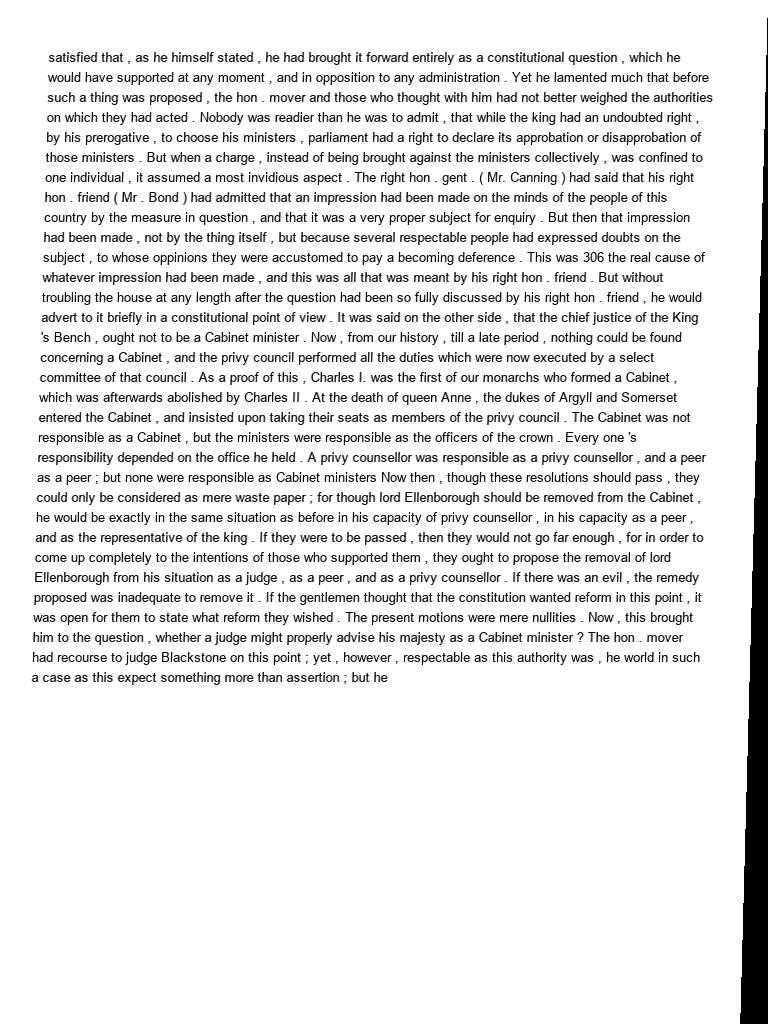 satisfied that , as he himself stated , he had brought it forward entirely as a constitutional question , which he
would have supported at any moment , and in opposition to any administration . Yet he lamented much that before
such a thing was proposed , the hon . mover and those who thought with him had not better weighed the authorities
on which they had acted . Nobody was readier than he was to admit , that while the king had an undoubted right ,
by his prerogative , to choose his ministers , parliament had a right to declare its approbation or disapprobation of
those ministers . But when a charge , instead of being brought against the ministers collectively , was confined to
one individual , it assumed a most invidious aspect . The right hon . gent . ( Mr. Canning ) had said that his right
hon . friend ( Mr . Bond ) had admitted that an impression had been made on the minds of the people of this
country by the measure in question , and that it was a very proper subject for enquiry . But then that impression
had been made , not by the thing itself , but because several respectable people had expressed doubts on the
subject , to whose oppinions they were accustomed to pay a becoming deference . This was 306 the real cause of
whatever impression had been made , and this was all that was meant by his right hon . friend . But without
troubling the house at any length after the question had been so fully discussed by his right hon . friend , he would
advert to it briefly in a constitutional point of view . It was said on the other side , that the chief justice of the King
's Bench , ought not to be a Cabinet minister . Now , from our history , till a late period , nothing could be found
concerning a Cabinet , and the privy council performed all the duties which were now executed by a select
committee of that council . As a proof of this , Charles I. was the first of our monarchs who formed a Cabinet ,
which was afterwards abolished by Charles II . At the death of queen Anne , the dukes of Argyll and Somerset
entered the Cabinet , and insisted upon taking their seats as members of the privy council . The Cabinet was not
responsible as a Cabinet , but the ministers were responsible as the officers of the crown . Every one 's
responsibility depended on the office he held . A privy counsellor was responsible as a privy counsellor , and a peer
as a peer ; but none were responsible as Cabinet ministers Now then , though these resolutions should pass , they
could only be considered as mere waste paper ; for though lord Ellenborough should be removed from the Cabinet ,
he would be exactly in the same situation as before in his capacity of privy counsellor , in his capacity as a peer ,
and as the representative of the king . If they were to be passed , then they would not go far enough , for in order to
come up completely to the intentions of those who supported them , they ought to propose the removal of lord
Ellenborough from his situation as a judge , as a peer , and as a privy counsellor . If there was an evil , the remedy
proposed was inadequate to remove it . If the gentlemen thought that the constitution wanted reform in this point , it
was open for them to state what reform they wished . The present motions were mere nullities . Now , this brought
him to the question , whether a judge might properly advise his majesty as a Cabinet minister ? The hon . mover
had recourse to judge Blackstone on this point ; yet , however , respectable as this authority was , he world in such
a case as this expect something more than assertion ; but he